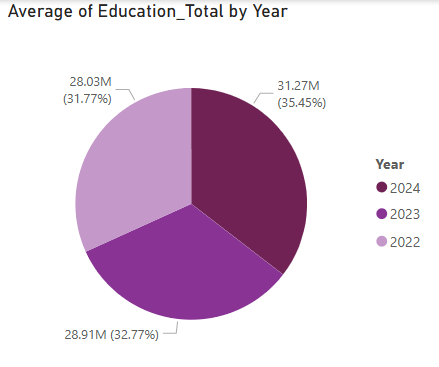 Average of Education_Total by Year
28.03M
(31.77%)
31.27M
(35.45%)
Year
2024
2023
2022
28.91M (32.77%)